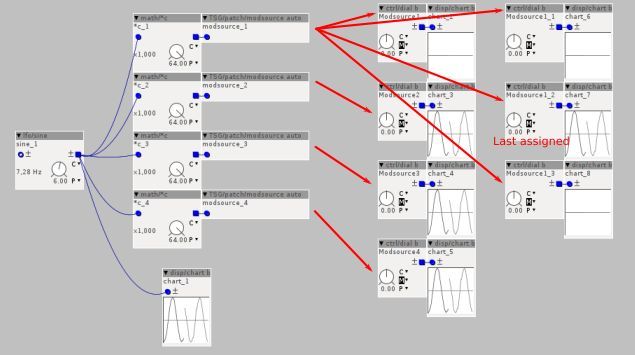 math/*c
*c_1
x1,000
64.00
C
P
TSG/patch/modsource auto
modsource_1
math/*c
*c_2
x1,000
64.00
C
P
TSG/patch/modsource auto
modsource_2
math/*c
*c_3
x1,000
64.00
C
P
TSG/patch/modsource auto
modsource_3
math/*c
*c_4
x1,000
64.00
C
P
TSG/patch/modsource auto
modsource_4
lfo/sine
sine_1
±
±
7,28 Hz
6.00
C
P
disp/chart b
chart_1
±
ctrl/dial b
±
0.00
C
M
P
disp/chart b
±
ctrl/dial b
Modsource2
±
0.00
C
M
P
disp/chart b
chart_3
±
ctrl/dial b
Modsource3
±
0.00
C
M
P
disp/chart b
chart_4
±
ctrl/dial b
Modsource4
±
0.00
C
M
P
disp/chart b
chart_5
±
ctrl/dial b
Modsource1_1
±
0.00
C
M
P
disp/chart b
chart_6
±
ctrl/dial b
Modsource1_2
±
0.00
C
M
P
disp/chart b
chart_7
±
Last assigned
ctrl/dial b
Modsource1_3
±
0.00
C
M
P
disp/chart b
chart_8
±